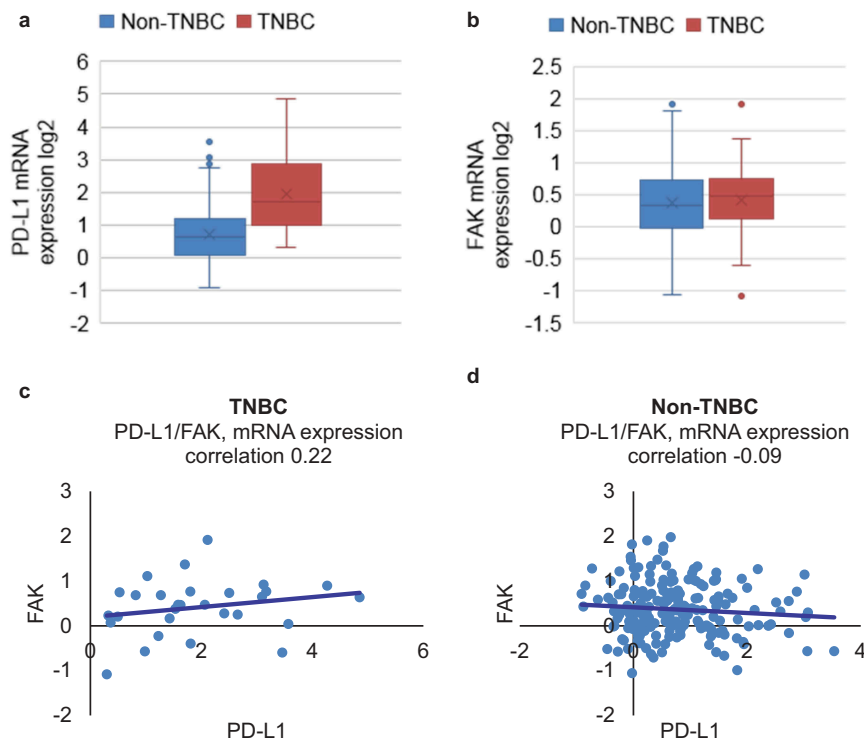 a
Non-TNBC TNBC
PD-L1 mRNA
expression log2
6
5
4
3
2
1
0
-1
-2
b
Non-TNBC TNBC
FAK mRNA
expression log2
2.5
2
1.5
1
0.5
0
-0.5
-1
-1.5
c
TNBC
PD-L1/FAK, mRNA expression
correlation 0.22
FAK
3
2
1
0
-1
-2
0 2 4 6
PD-L1
d
Non-TNBC
PD-L1/FAK, mRNA expression
correlation -0.09
FAK
3
2
1
0
-1
-2
-2 0 2 4
PD-L1